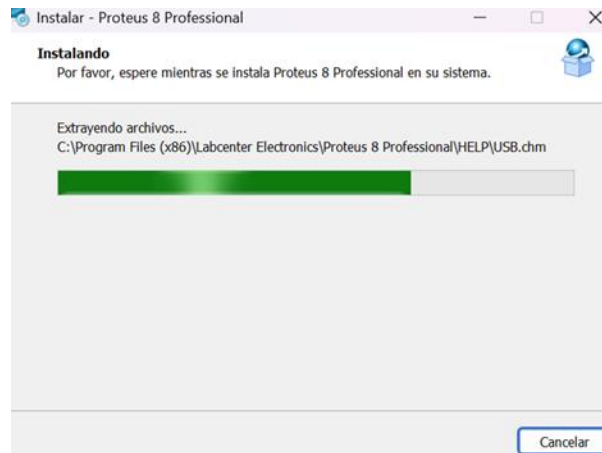 Instalar - Proteus 8 Professional
Instalando
Por favor, espere mientras se instala Proteus 8 Professional en su sistema.
Extrayendo archivos...
C:\Program Files (x86)\Labcenter Electronics\Proteus 8 Professional\HELP\USB.chm
Cancelar